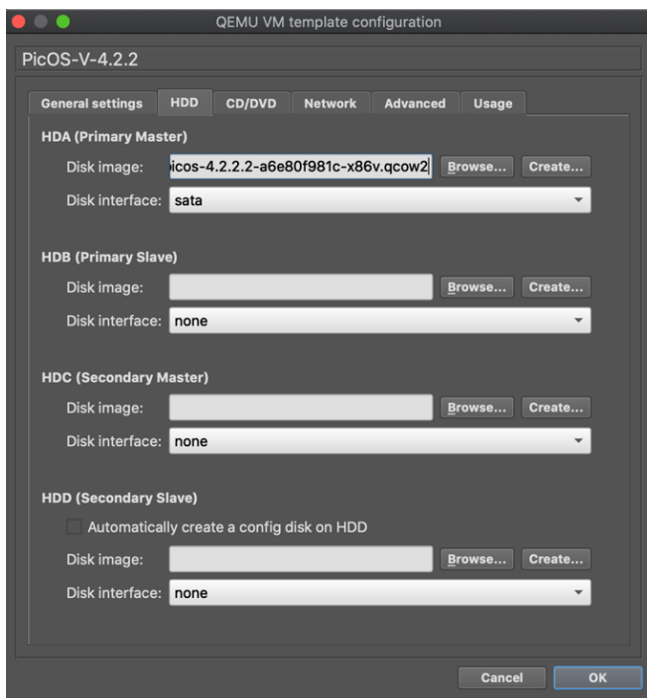 QEMU VM template configuration
PicOS-V-4.2.2
General settings HDD CD/DVD Network Advanced Usage
HDA (Primary Master)
Disk image: picos-4.2.2.2-a6e80f981c-x86v.qcow2 Browse... Create...
Disk interface: sata
HDB (Primary Slave)
Disk image: Browse... Create...
Disk interface: none
HDC (Secondary Master)
Disk image: Browse... Create...
Disk interface: none
HDD (Secondary Slave)
Automatically create a config disk on HDD
Disk image: Browse... Create...
Disk interface: none
Cancel OK